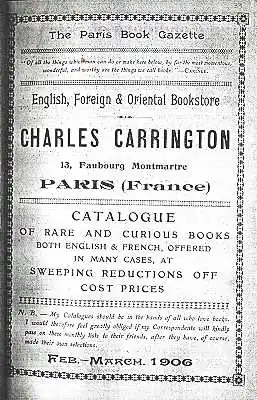 The Paris Book Gazette
"Of all the things which man can do or make here below, by far the most momentous,
wonderful, and worthy are the things we call books." —CARLYLE.
English, Foreign & Oriental Bookstore
CHARLES CARRINGTON
13, Faubourg Montmartre
PARIS (France)
CATALOGUE
OF RARE AND CURIOUS BOOKS
BOTH ENGLISH & FRENCH, OFFERED
IN MANY CASES, AT
SWEEPING REDUCTIONS OFF
COST PRICES
N. B. — My Catalogues should be in the hands of all who love books.
I would therefore feel greatly obliged if my Correspondents will kindly
pass on these monthly lists to their friends, after they have, of course,
made their own selections.
FEB.—MARCH, 1906